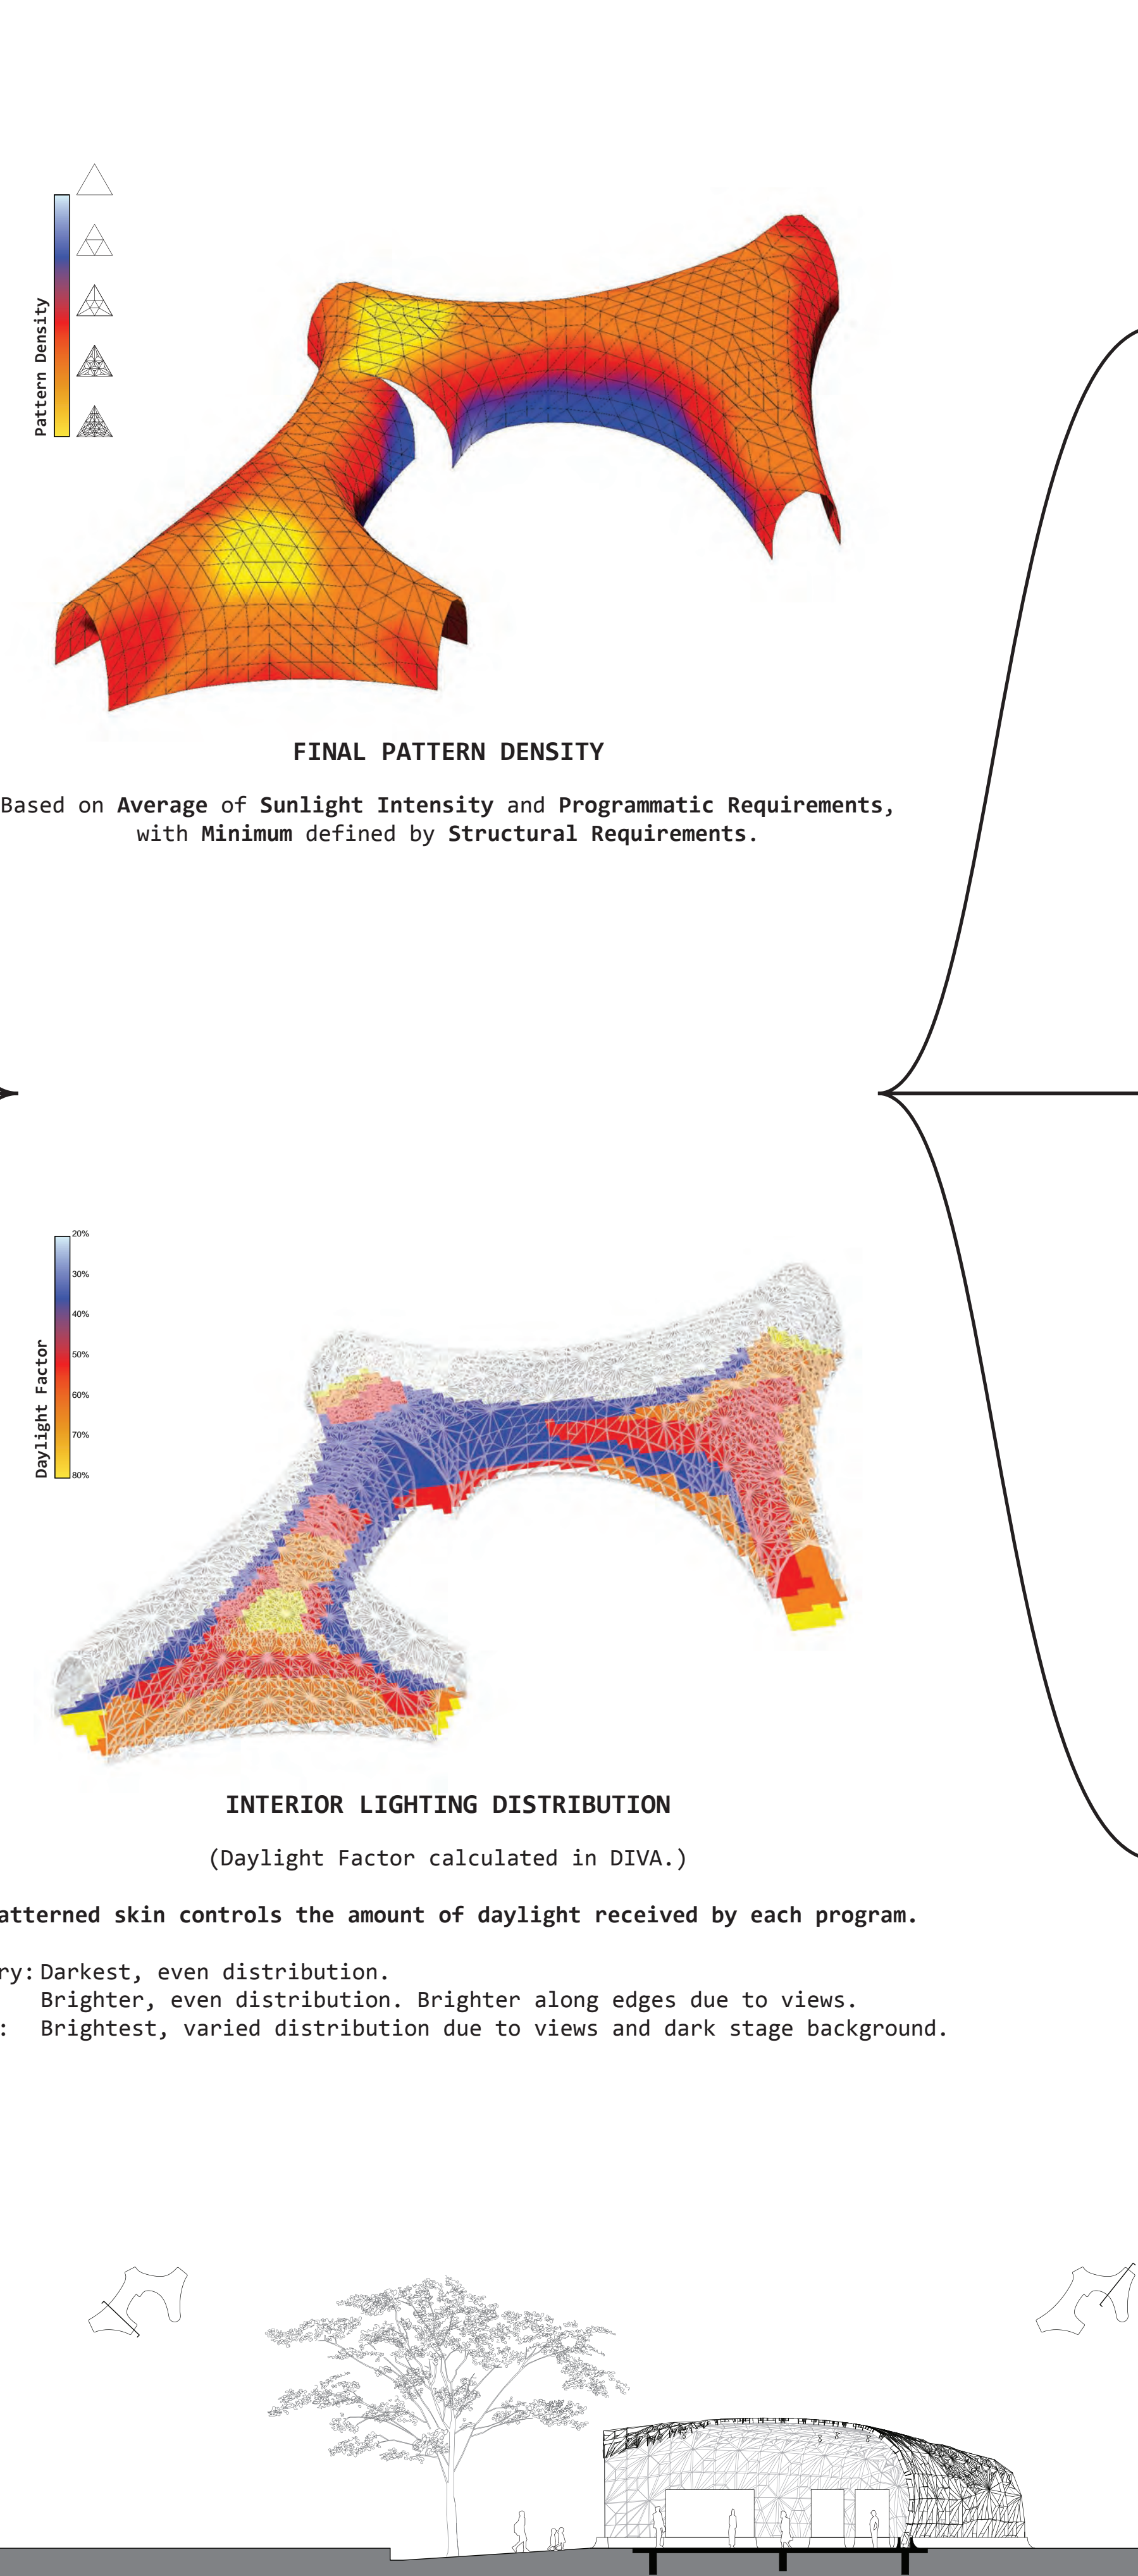 Pattern Density
FINAL PATTERN DENSITY
Based on Average of Sunlight Intensity and Programmatic Requirements,
with Minimum defined by Structural Requirements.
20%
30%
40%
50%
60%
70%
80%
Daylight Factor
INTERIOR LIGHTING DISTRIBUTION
(Daylight Factor calculated in DIVA.)
atterned skin controls the amount of daylight received by each program.
ry: Darkest, even distribution.
Brighter, even distribution. Brighter along edges due to views.
: Brightest, varied distribution due to views and dark stage background.